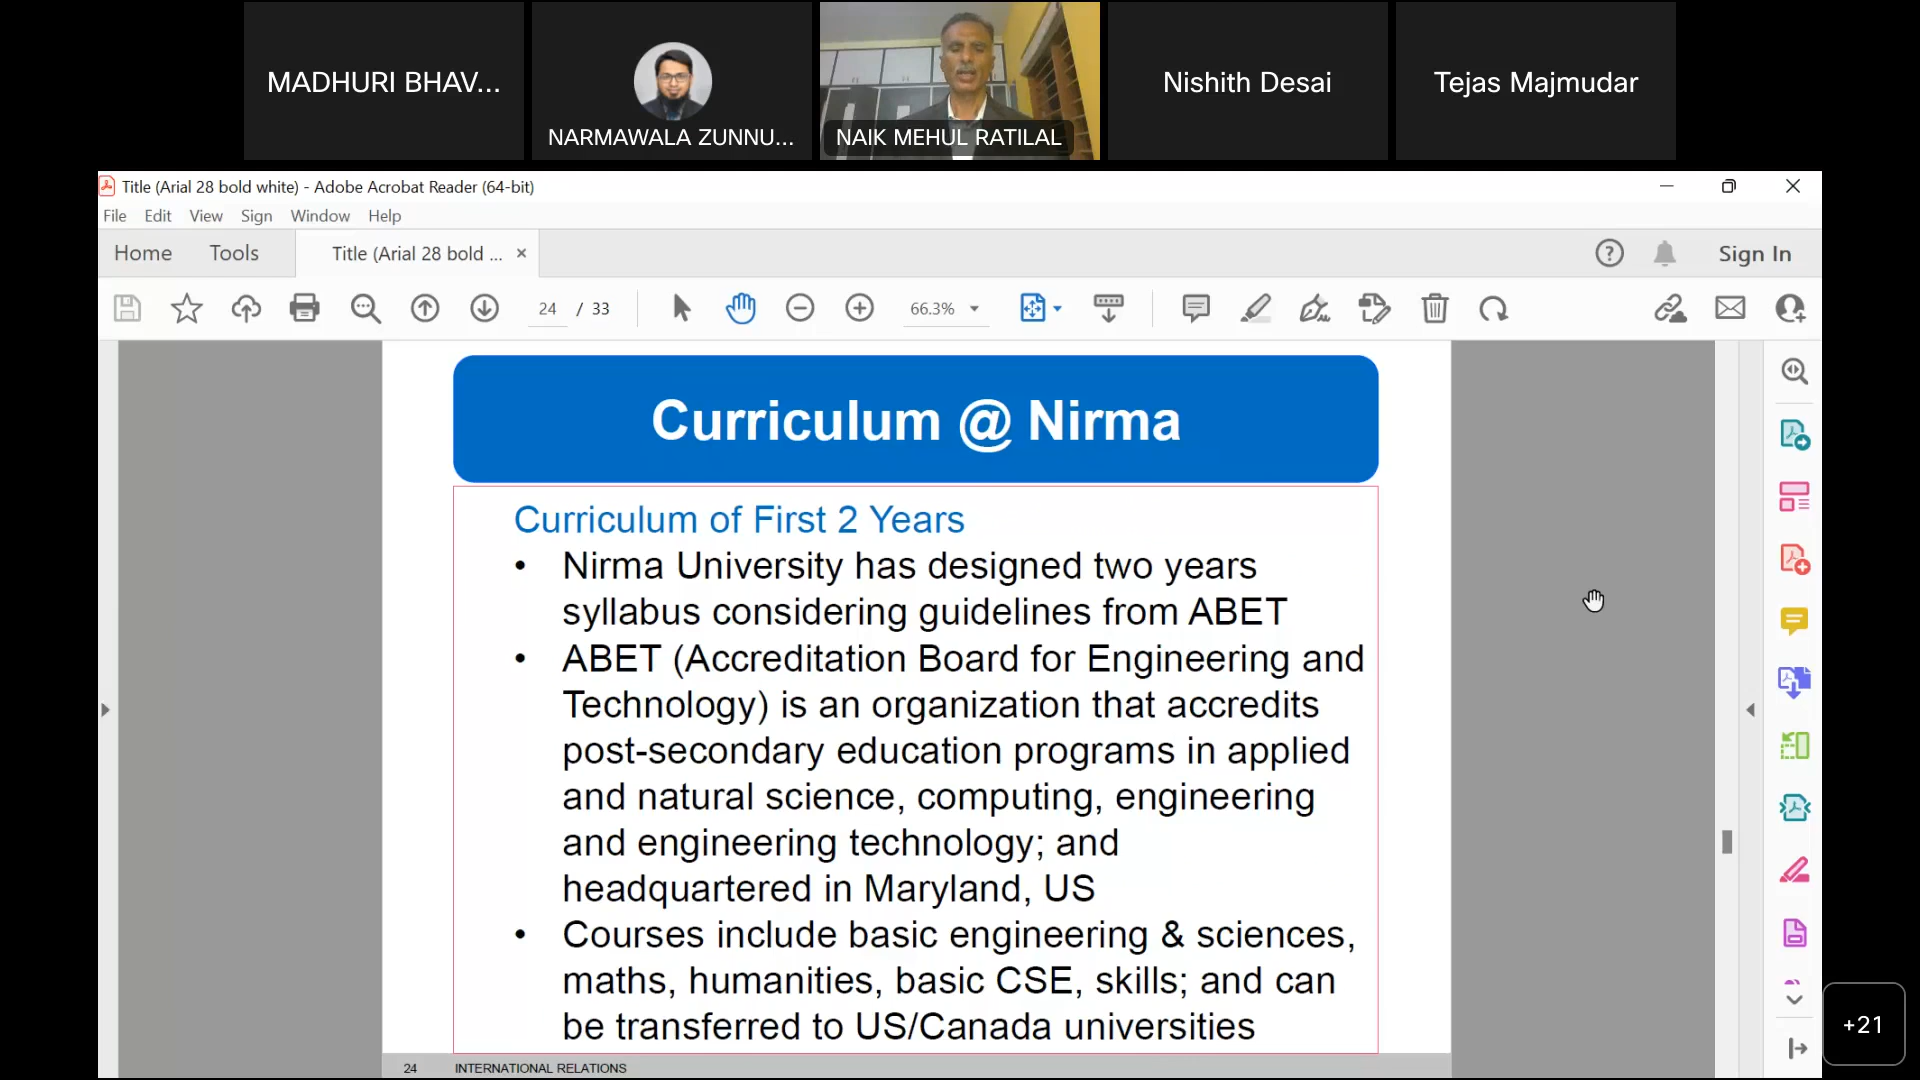 MADHURI BHAV...
NARMAWALA ZUNNU...
NAIK MEHUL RATILAL
Nishith Desai
Tejas Majmudar
Title (Arial 28 bold white) - Adobe Acrobat Reader (64-bit)
File Edit View Sign Window Help
Home Tools Title (Arial 28 bold ... Sign In
24 / 33 66.3%
Curriculum @ Nirma
Curriculum of First 2 Years
• Nirma University has designed two years
syllabus considering guidelines from ABET
• ABET (Accreditation Board for Engineering and
Technology) is an organization that accredits
post-secondary education programs in applied
and natural science, computing, engineering
and engineering technology; and
headquartered in Maryland, US
• Courses include basic engineering & sciences,
maths, humanities, basic CSE, skills; and can
be transferred to US/Canada universities
24 INTERNATIONAL RELATIONS
+21